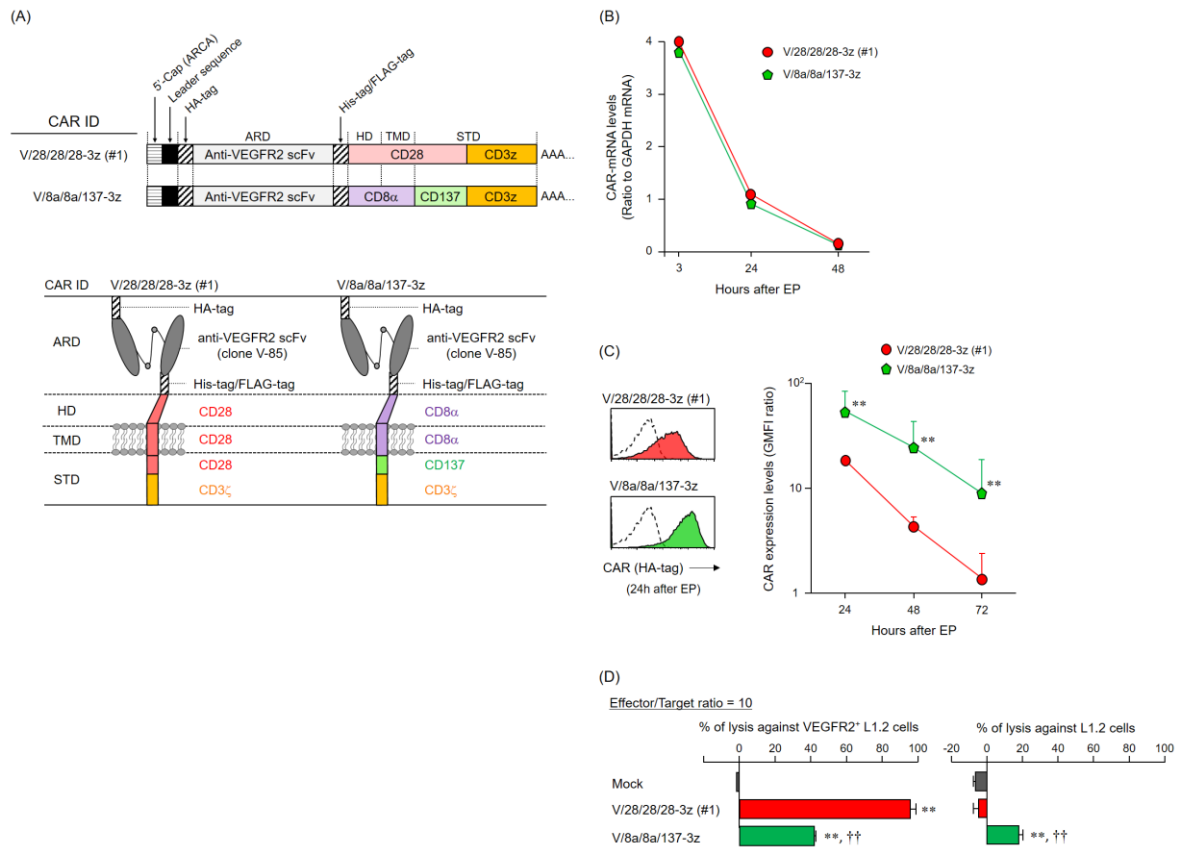 (A)
5'-Cap (ARCA)
Leader sequence
HA-tag
His-tag/FLAG-tag
CAR ID
ARD HD TMD STD
V/28/28/28-3z (#1) Anti-VEGFR2 scFv CD28 CD3z AAA...
V/8a/8a/137-3z Anti-VEGFR2 scFv CD8α CD137 CD3z AAA...
CAR ID V/28/28/28-3z (#1) V/8a/8a/137-3z
HA-tag HA-tag
ARD anti-VEGFR2 scFv anti-VEGFR2 scFv
(clone V-85) (clone V-85)
His-tag/FLAG-tag His-tag/FLAG-tag
HD CD28 CD8α
TMD CD28 CD8α
STD CD28 CD137
CD3ζ CD3ζ
(B)
V/28/28/28-3z (#1)
V/8a/8a/137-3z
CAR-mRNA levels
(Ratio to GAPDH mRNA)
4
3
2
1
0
3 24 48
Hours after EP
(C)
V/28/28/28-3z (#1)
V/8a/8a/137-3z
V/28/28/28-3z (#1)
V/8a/8a/137-3z
CAR (HA-tag)
(24h after EP)
CAR expression levels (GMFI ratio)
10²
10
1
**
**
**
24 48 72
Hours after EP
(D)
Effector/Target ratio = 10
% of lysis against VEGFR2⁺ L1.2 cells % of lysis against L1.2 cells
0 20 40 60 80 100 -20 0 20 40 60 80 100
Mock
V/28/28/28-3z (#1) **
V/8a/8a/137-3z **, †† **, ††